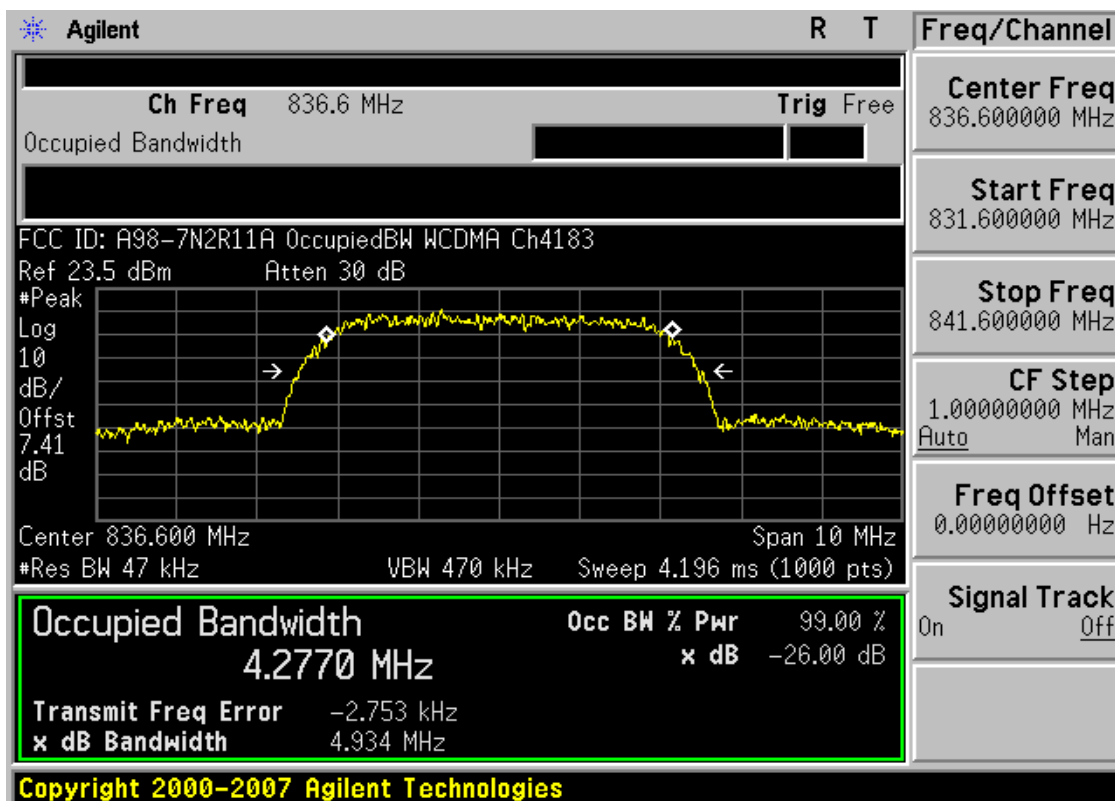 Agilent R T
Ch Freq 836.6 MHz Trig Free
Occupied Bandwidth
FCC ID: A98-7N2R11A OccupiedBW WCDMA Ch4183
Ref 23.5 dBm Atten 30 dB
#Peak
Log
10
dB/
Offst
7.41
dB
Center 836.600 MHz Span 10 MHz
#Res BW 47 kHz VBW 470 kHz Sweep 4.196 ms (1000 pts)
Occupied Bandwidth Occ BW % Pwr 99.00 %
4.2770 MHz x dB -26.00 dB
Transmit Freq Error -2.753 kHz
x dB Bandwidth 4.934 MHz
Copyright 2000-2007 Agilent Technologies
Freq/Channel
Center Freq
836.600000 MHz
Start Freq
831.600000 MHz
Stop Freq
841.600000 MHz
CF Step
1.00000000 MHz
Auto Man
Freq Offset
0.00000000 Hz
Signal Track
On Off